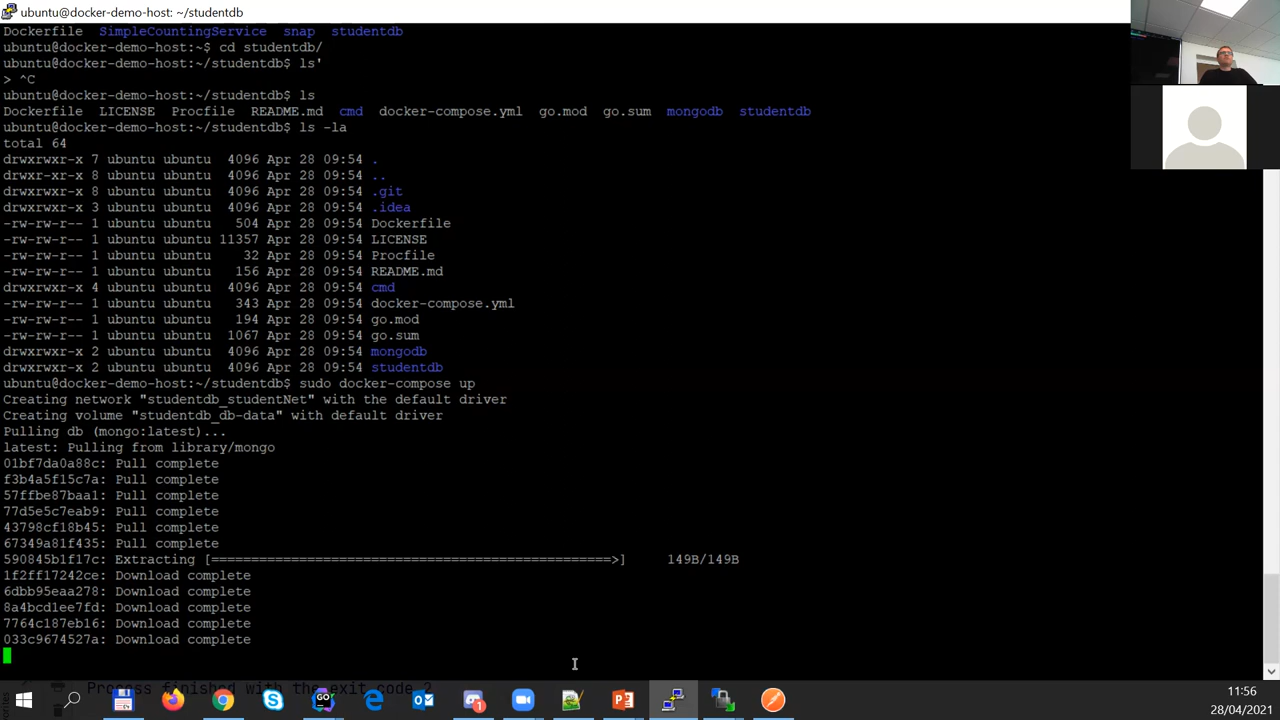 ubuntu@docker-demo-host: ~/studentdb
Dockerfile  SimpleCountingService  snap  studentdb
ubuntu@docker-demo-host:~$ cd studentdb/
ubuntu@docker-demo-host:~/studentdb$ ls'
> ^C
ubuntu@docker-demo-host:~/studentdb$ ls
Dockerfile  LICENSE  Procfile  README.md  cmd  docker-compose.yml  go.mod  go.sum  mongodb  studentdb
ubuntu@docker-demo-host:~/studentdb$ ls -la
total 64
drwxrwxr-x 7 ubuntu ubuntu  4096 Apr 28 09:54 .
drwxr-xr-x 8 ubuntu ubuntu  4096 Apr 28 09:54 ..
drwxrwxr-x 8 ubuntu ubuntu  4096 Apr 28 09:54 .git
drwxrwxr-x 3 ubuntu ubuntu  4096 Apr 28 09:54 .idea
-rw-rw-r-- 1 ubuntu ubuntu   504 Apr 28 09:54 Dockerfile
-rw-rw-r-- 1 ubuntu ubuntu 11357 Apr 28 09:54 LICENSE
-rw-rw-r-- 1 ubuntu ubuntu    32 Apr 28 09:54 Procfile
-rw-rw-r-- 1 ubuntu ubuntu   156 Apr 28 09:54 README.md
drwxrwxr-x 4 ubuntu ubuntu  4096 Apr 28 09:54 cmd
-rw-rw-r-- 1 ubuntu ubuntu   343 Apr 28 09:54 docker-compose.yml
-rw-rw-r-- 1 ubuntu ubuntu   194 Apr 28 09:54 go.mod
-rw-rw-r-- 1 ubuntu ubuntu  1067 Apr 28 09:54 go.sum
drwxrwxr-x 2 ubuntu ubuntu  4096 Apr 28 09:54 mongodb
drwxrwxr-x 2 ubuntu ubuntu  4096 Apr 28 09:54 studentdb
ubuntu@docker-demo-host:~/studentdb$ sudo docker-compose up
Creating network "studentdb_studentNet" with the default driver
Creating volume "studentdb_db-data" with default driver
Pulling db (mongo:latest)...
latest: Pulling from library/mongo
01bf7da0a88c: Pull complete
f3b4a5f15c7a: Pull complete
57ffbe87baa1: Pull complete
77d5e5c7eab9: Pull complete
43798cf18b45: Pull complete
67349a81f435: Pull complete
590845b1f17c: Extracting [==================================================>]     149B/149B
1f2ff17242ce: Download complete
6dbb95eaa278: Download complete
8a4bcd1ee7fd: Download complete
7764c187eb16: Download complete
033c9674527a: Download complete
Process finished with the exit code 2
11:56
28/04/2021